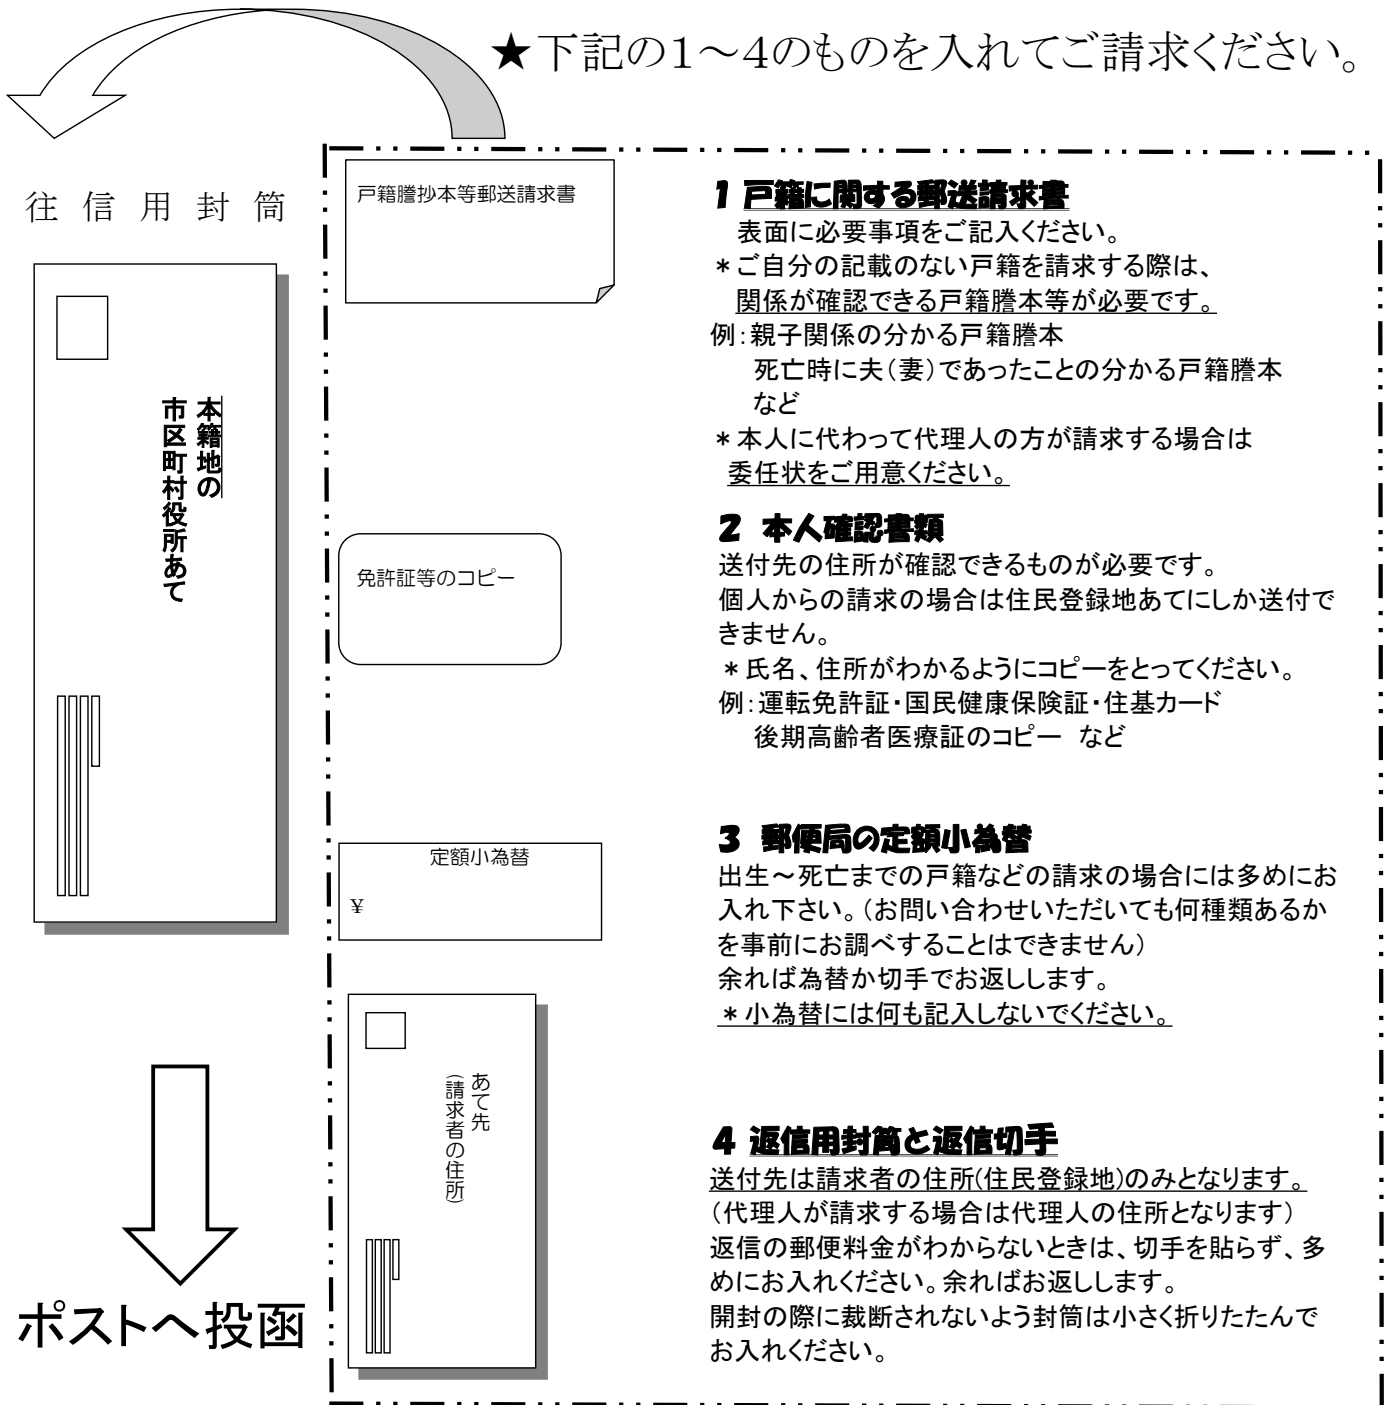 ★下記の1～4のものを入れてご請求ください。
往信用封筒
本籍地の
市区町村役所あて
ポストへ投函
戸籍謄抄本等郵送請求書
1 戸籍に関する郵送請求書
表面に必要事項をご記入ください。
＊ご自分の記載のない戸籍を請求する際は、
関係が確認できる戸籍謄本等が必要です。
例：親子関係の分かる戸籍謄本
死亡時に夫（妻）であったことの分かる戸籍謄本
など
＊本人に代わって代理人の方が請求する場合は
委任状をご用意ください。
免許証等のコピー
2 本人確認書類
送付先の住所が確認できるものが必要です。
個人からの請求の場合は住民登録地あてにしか送付で
きません。
＊氏名、住所がわかるようにコピーをとってください。
例：運転免許証・国民健康保険証・住基カード
後期高齢者医療証のコピー など
定額小為替
¥
3 郵便局の定額小為替
出生～死亡までの戸籍などの請求の場合には多めにお
入れ下さい。（お問い合わせいただいても何種類あるか
を事前にお調べすることはできません）
余れば為替か切手でお返しします。
＊小為替には何も記入しないでください。
あて先
（請求者の住所）
4 返信用封筒と返信切手
送付先は請求者の住所(住民登録地)のみとなります。
（代理人が請求する場合は代理人の住所となります）
返信の郵便料金がわからないときは、切手を貼らず、多
めにお入れください。余ればお返しします。
開封の際に裁断されないよう封筒は小さく折りたたんで
お入れください。